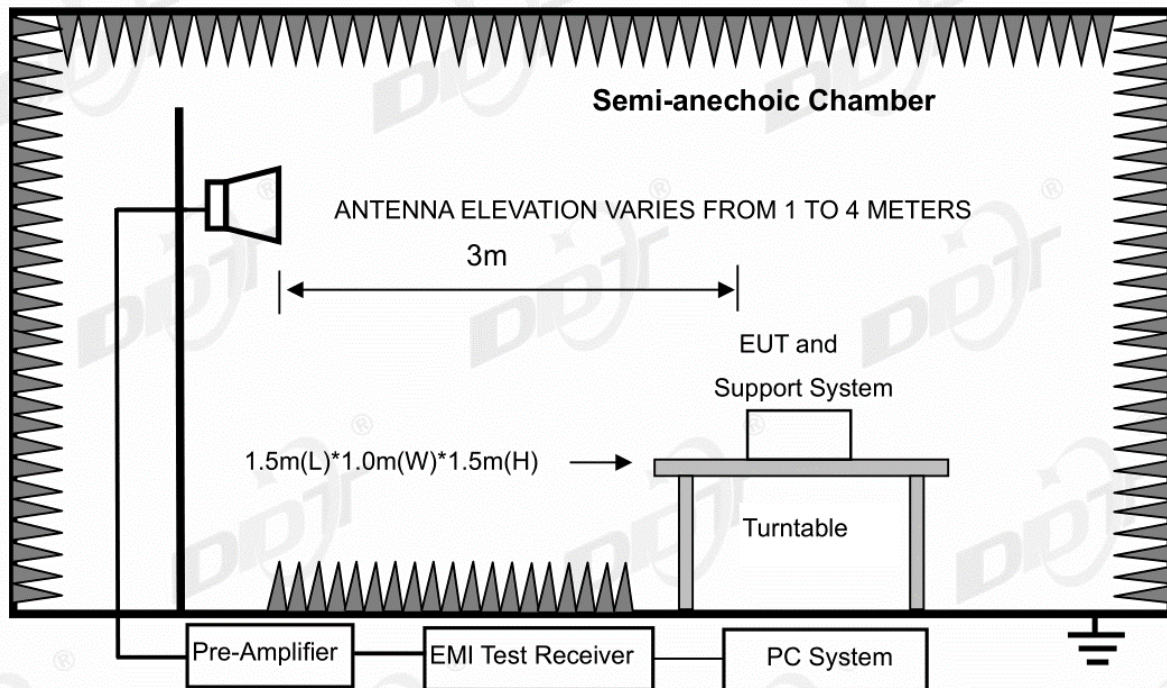 Semi-anechoic Chamber
ANTENNA ELEVATION VARIES FROM 1 TO 4 METERS
3m
EUT and
Support System
1.5m(L)*1.0m(W)*1.5m(H)
Turntable
Pre-Amplifier
EMI Test Receiver
PC System
DDT
®